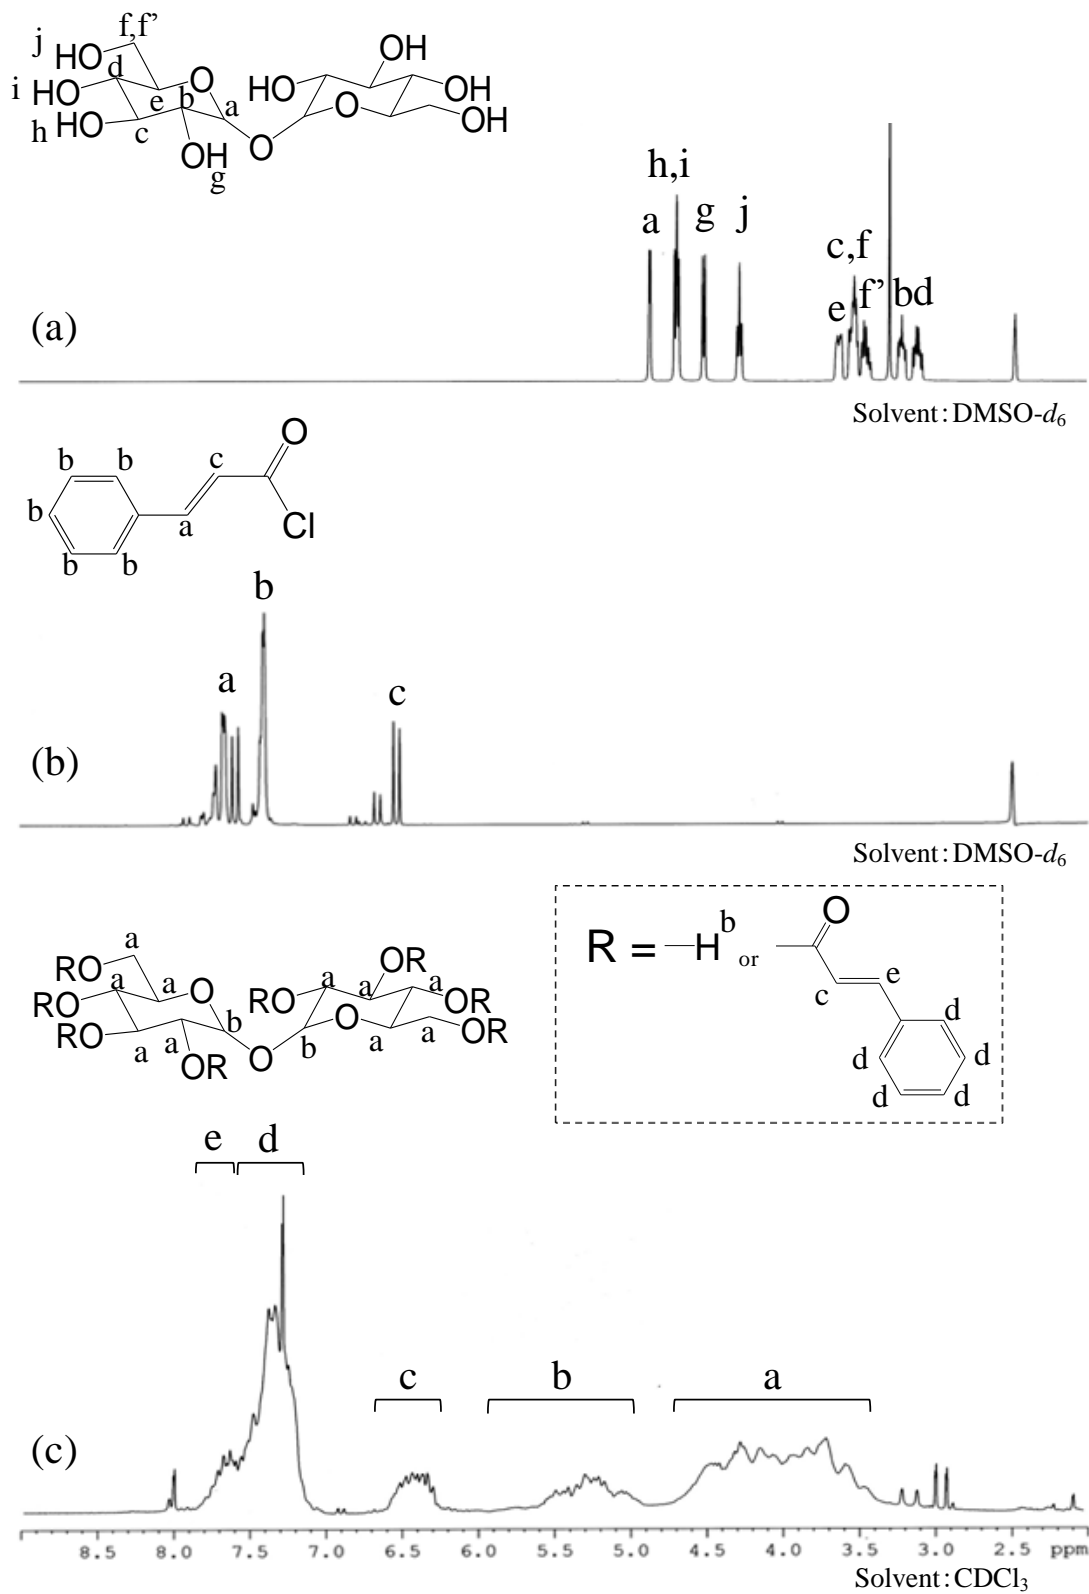 f,f’
j HO OH
i HO d O HO OH
h HO e b a O OH
c OH O
g
h,i
a g j
c,f
e f’ b d
(a)
Solvent：DMSO-d6
O
b b c
b a Cl
b b
b
a c
(b)
Solvent：DMSO-d6
R = —H b or O
c e
d d
d d d
a
RO OR
RO a a O RO a a a OR
RO b O a OR
a a O b a
OR
e d
c b a
(c)
8.5 8.0 7.5 7.0 6.5 6.0 5.5 5.0 4.5 4.0 3.5 3.0 2.5 ppm
Solvent：CDCl3